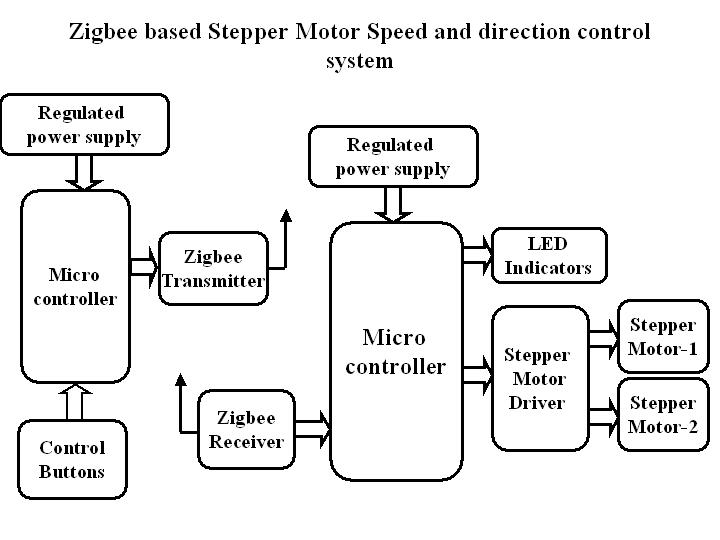 Zigbee based Stepper Motor Speed and direction control
system
Regulated
power supply
Micro
controller
Zigbee
Transmitter
Control
Buttons
Regulated
power supply
Zigbee
Receiver
Micro
controller
LED
Indicators
Stepper
Motor
Driver
Stepper
Motor-1
Stepper
Motor-2